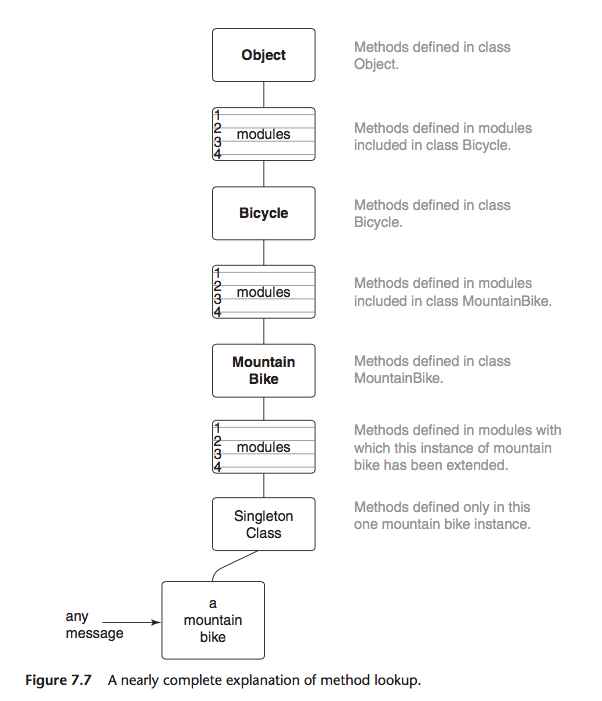 Object
Methods defined in class
Object.
1
2
3
4
modules
Methods defined in modules
included in class Bicycle.
Bicycle
Methods defined in class
Bicycle.
1
2
3
4
modules
Methods defined in modules
included in class MountainBike.
Mountain
Bike
Methods defined in class
MountainBike.
1
2
3
4
modules
Methods defined in modules with
which this instance of mountain
bike has been extended.
Singleton
Class
Methods defined only in this
one mountain bike instance.
a
mountain
bike
any
message
Figure 7.7 A nearly complete explanation of method lookup.